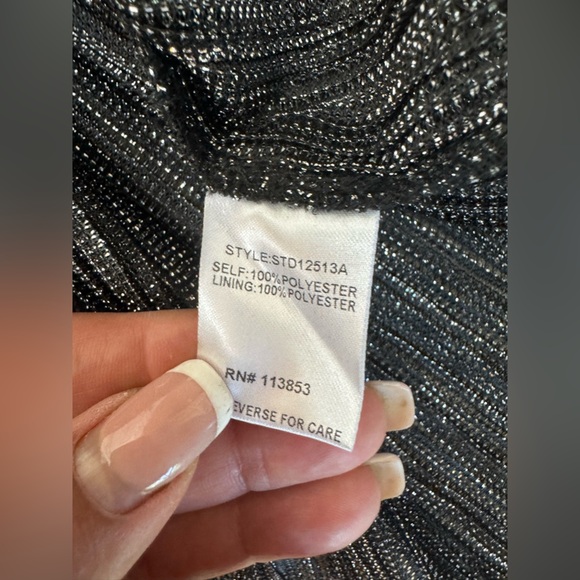 STYLE:STD12513A
SELF:100%POLYESTER
LINING:100%POLYESTER
RN# 113853
EVERSE FOR CARE